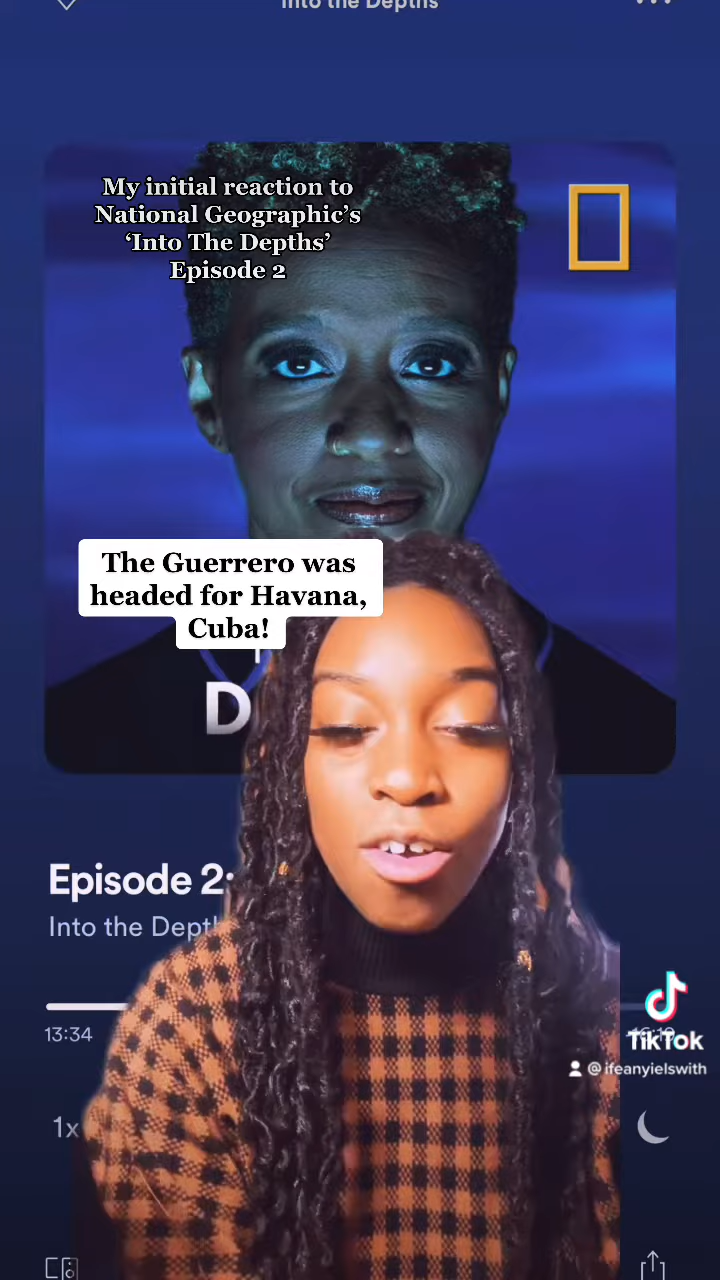 Into the Depths
My initial reaction to
National Geographic's
'Into The Depths'
Episode 2
The Guerrero was
headed for Havana,
Cuba!
D
Episode 2:
Into the Dept
13:34
TikTok
@ifeanyielswith
1x